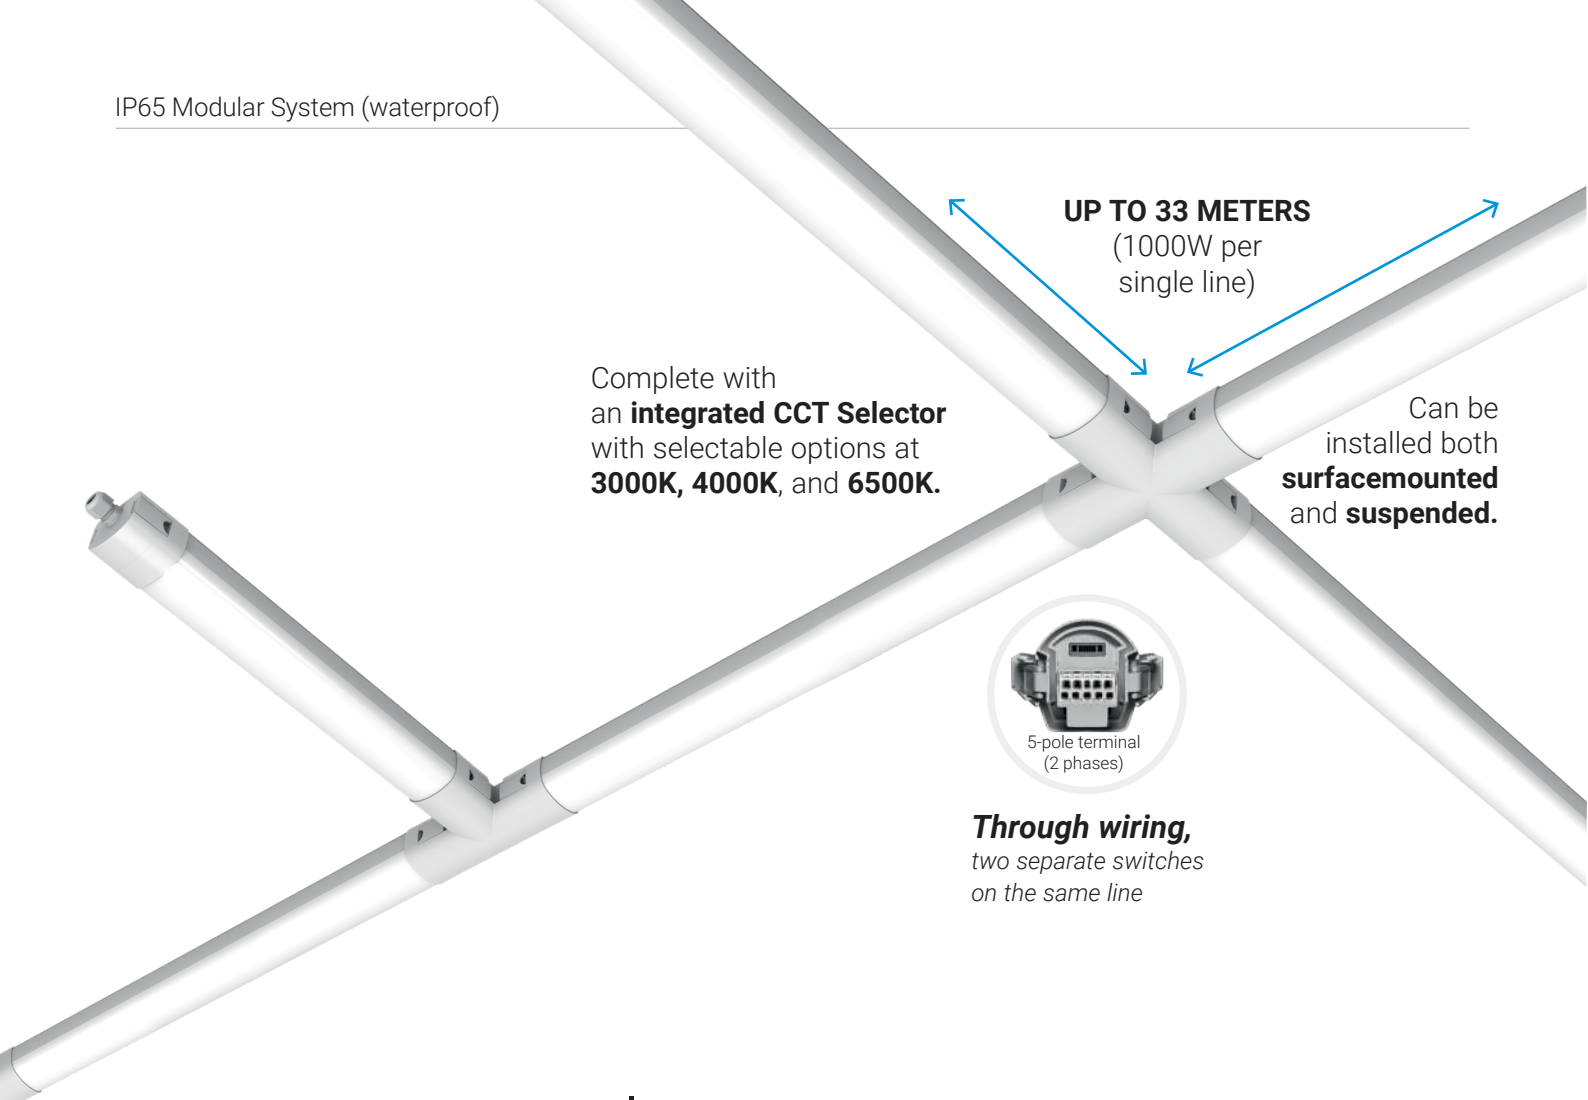 IP65 Modular System (waterproof)
UP TO 33 METERS
(1000W per
single line)
Complete with
an integrated CCT Selector
with selectable options at
3000K, 4000K, and 6500K.
Can be
installed both
surfacemounted
and suspended.
5-pole terminal
(2 phases)
Through wiring,
two separate switches
on the same line